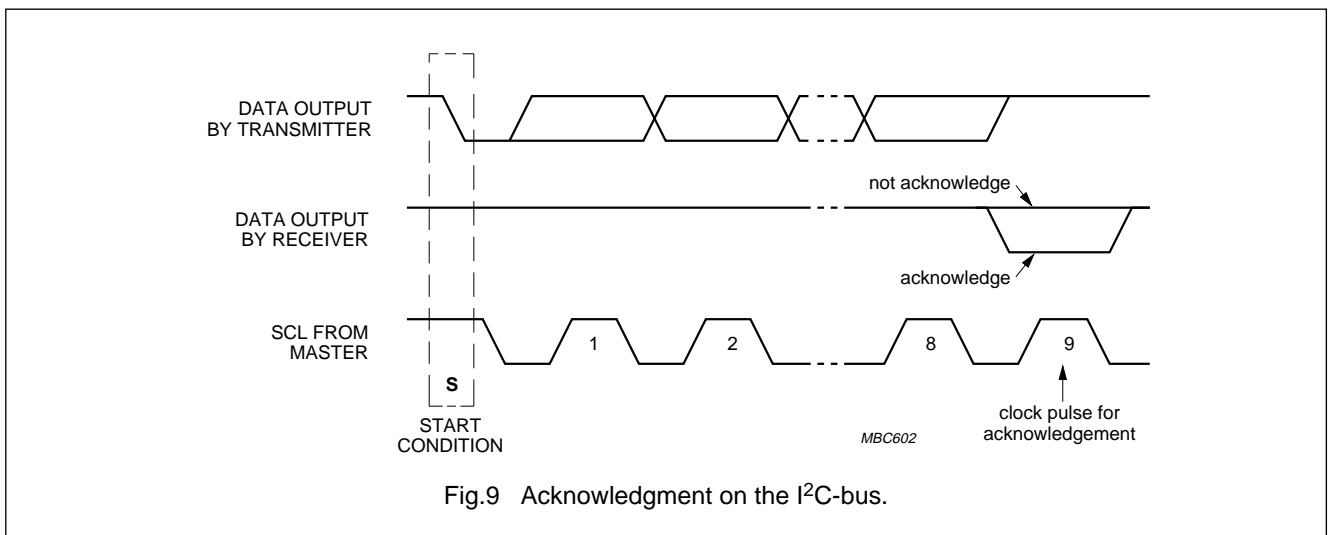 DATA OUTPUT
BY TRANSMITTER
not acknowledge
DATA OUTPUT
BY RECEIVER
acknowledge
SCL FROM
MASTER
1
2
8
9
S
START
CONDITION
clock pulse for
acknowledgement
MBC602
Fig.9 Acknowledgment on the I²C-bus.